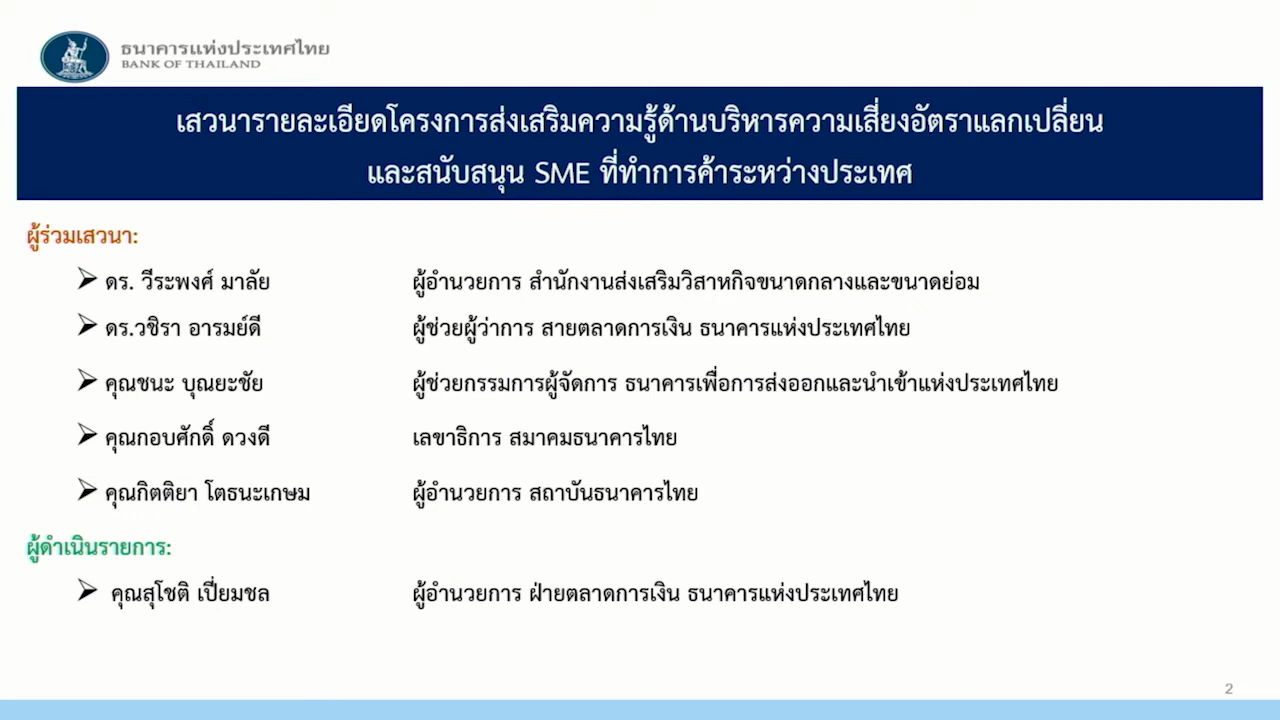 ธนาคารแห่งประเทศไทย
BANK OF THAILAND
เสวนารายละเอียดโครงการส่งเสริมความรู้ด้านบริหารความเสี่ยงอัตราแลกเปลี่ยน
และสนับสนุน SME ที่ทำการค้าระหว่างประเทศ
ผู้ร่วมเสวนา:
ดร. วีระพงศ์ มาลัย ผู้อำนวยการ สำนักงานส่งเสริมวิสาหกิจขนาดกลางและขนาดย่อม
ดร.วชิรา อารมย์ดี ผู้ช่วยผู้ว่าการ สายตลาดการเงิน ธนาคารแห่งประเทศไทย
คุณชนะ บุณยะชัย ผู้ช่วยกรรมการผู้จัดการ ธนาคารเพื่อการส่งออกและนำเข้าแห่งประเทศไทย
คุณกอบศักดิ์ ดวงดี เลขาธิการ สมาคมธนาคารไทย
คุณกิตติยา โตธนะเกษม ผู้อำนวยการ สถาบันธนาคารไทย
ผู้ดำเนินรายการ:
คุณสุโชติ เปี่ยมชล ผู้อำนวยการ ฝ่ายตลาดการเงิน ธนาคารแห่งประเทศไทย
2